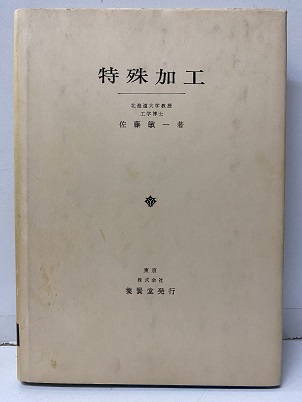 特殊加工
北海道大学教授
工学博士
佐藤敏一著
東京
株式会社
養賢堂発行